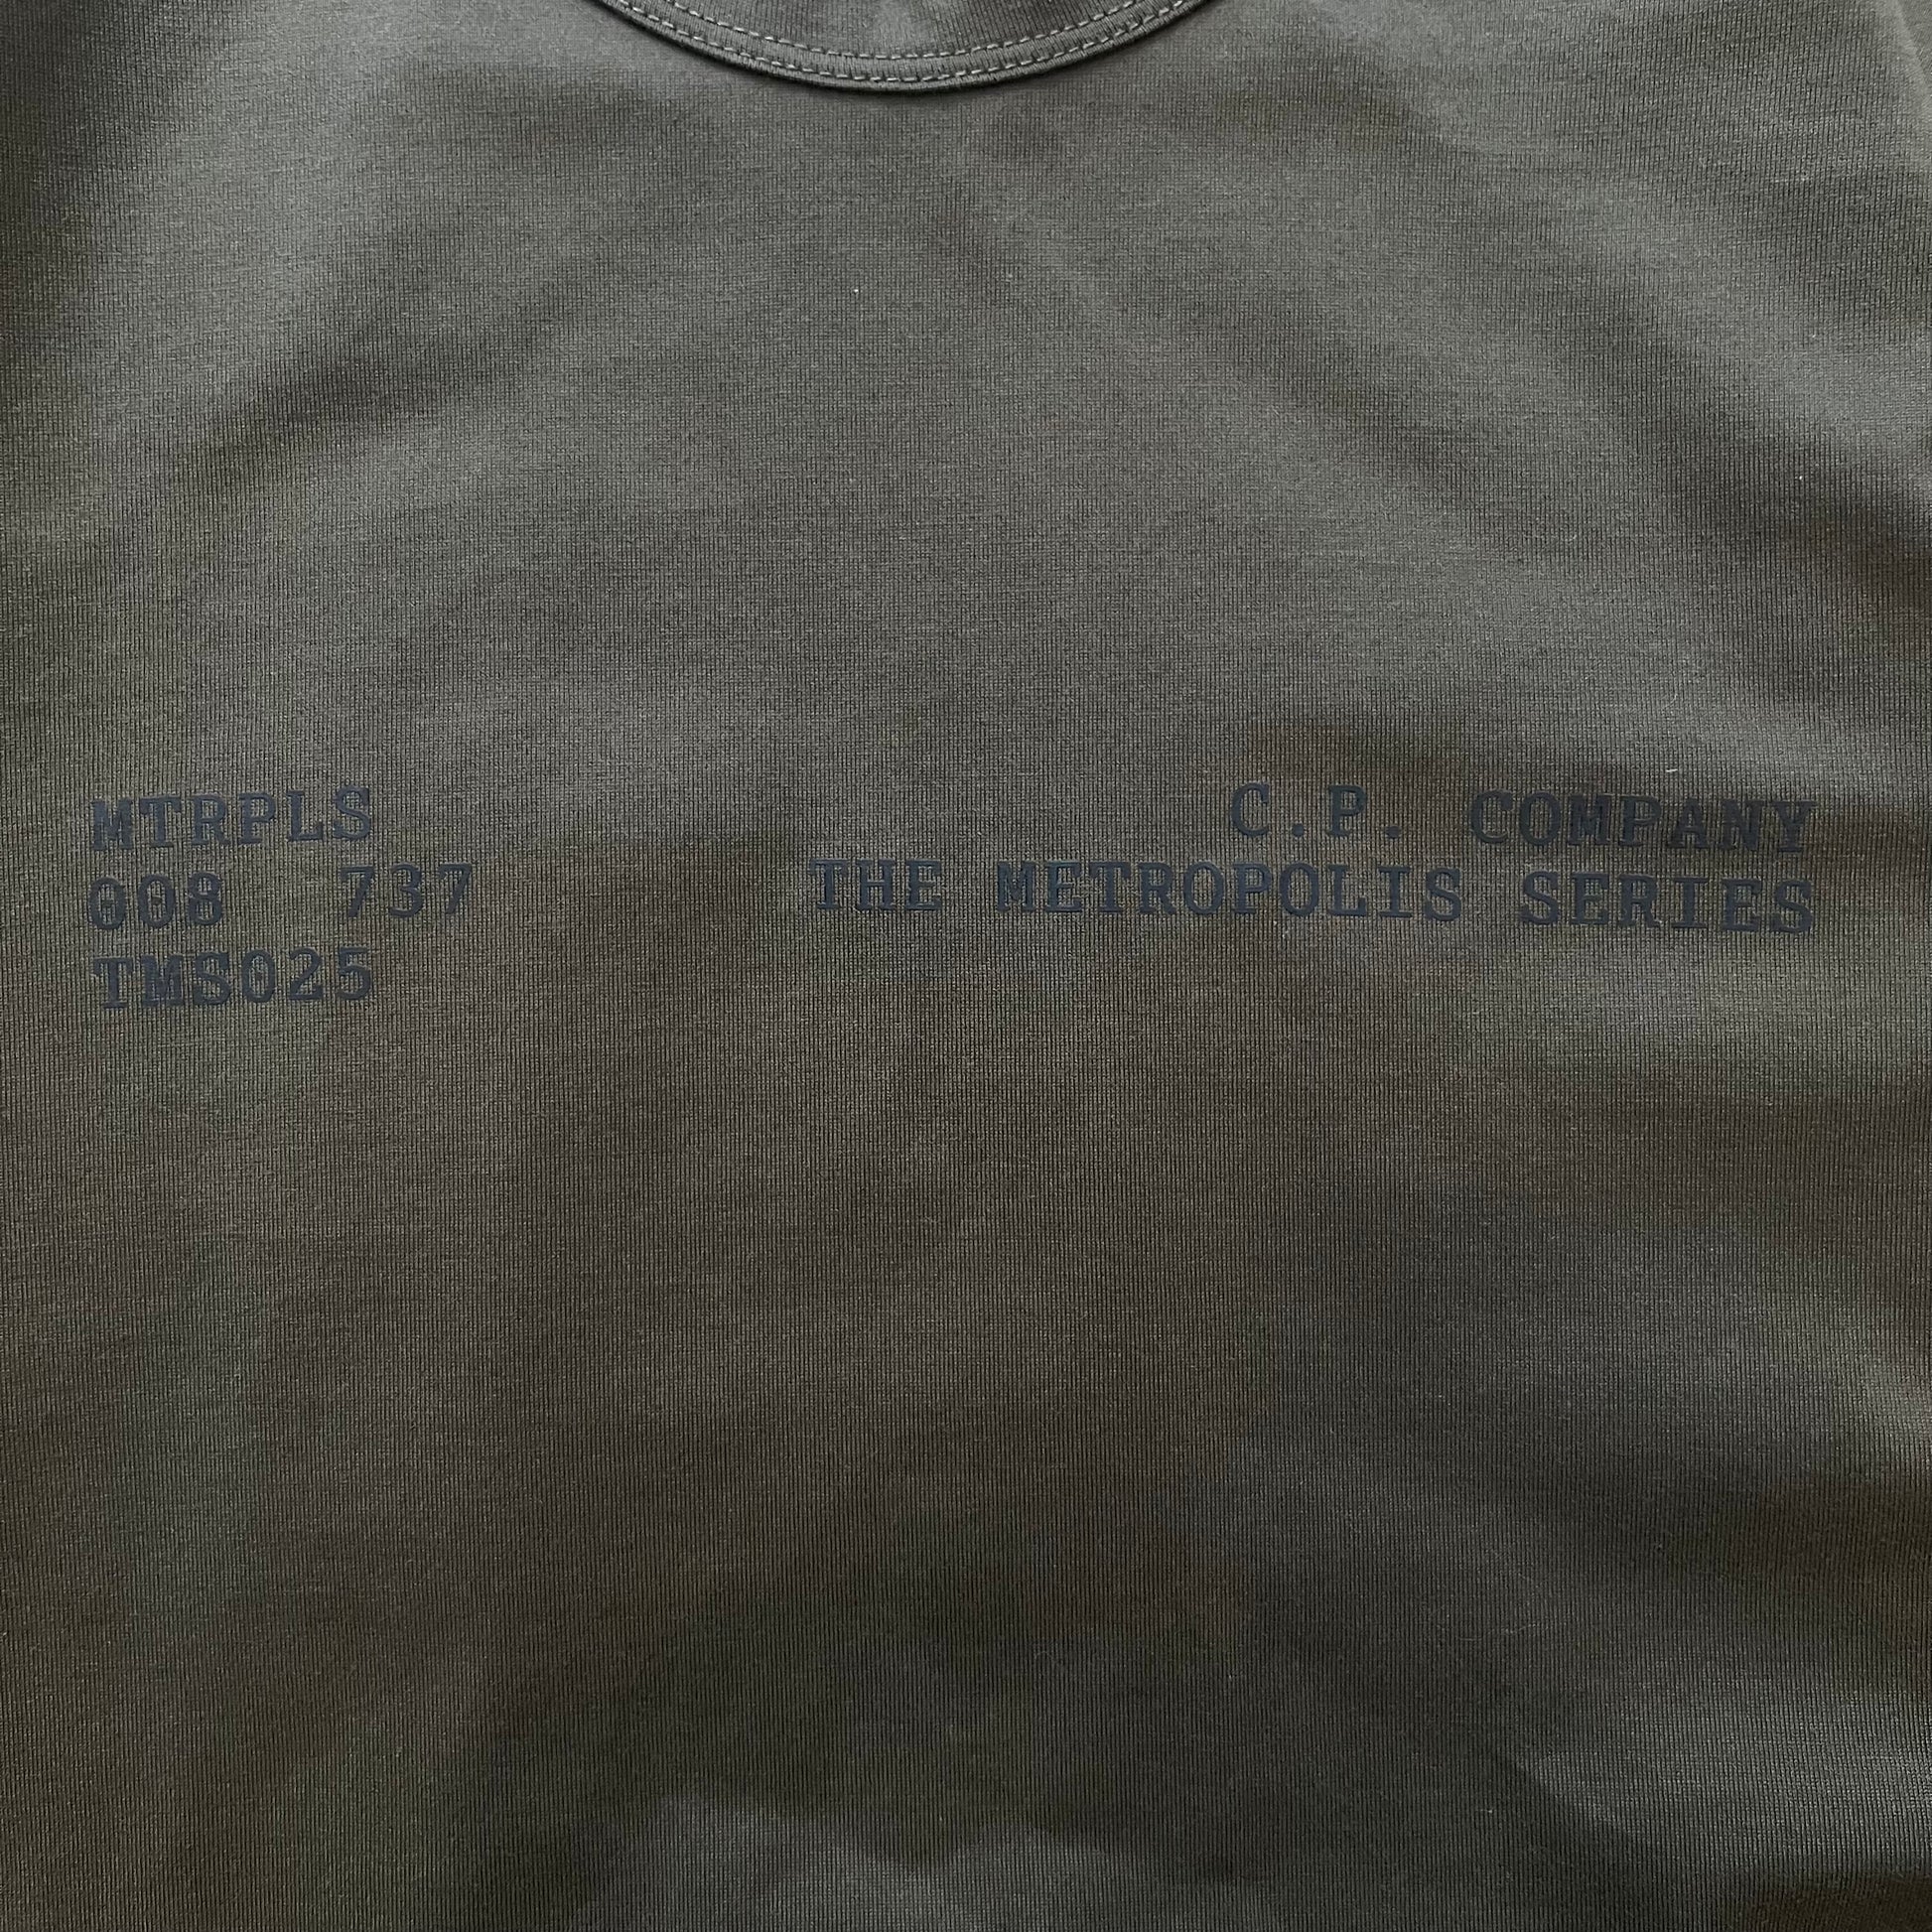 MTRPLS
008 737
TMS025
C.P. COMPANY
THE METROPOLIS SERIES